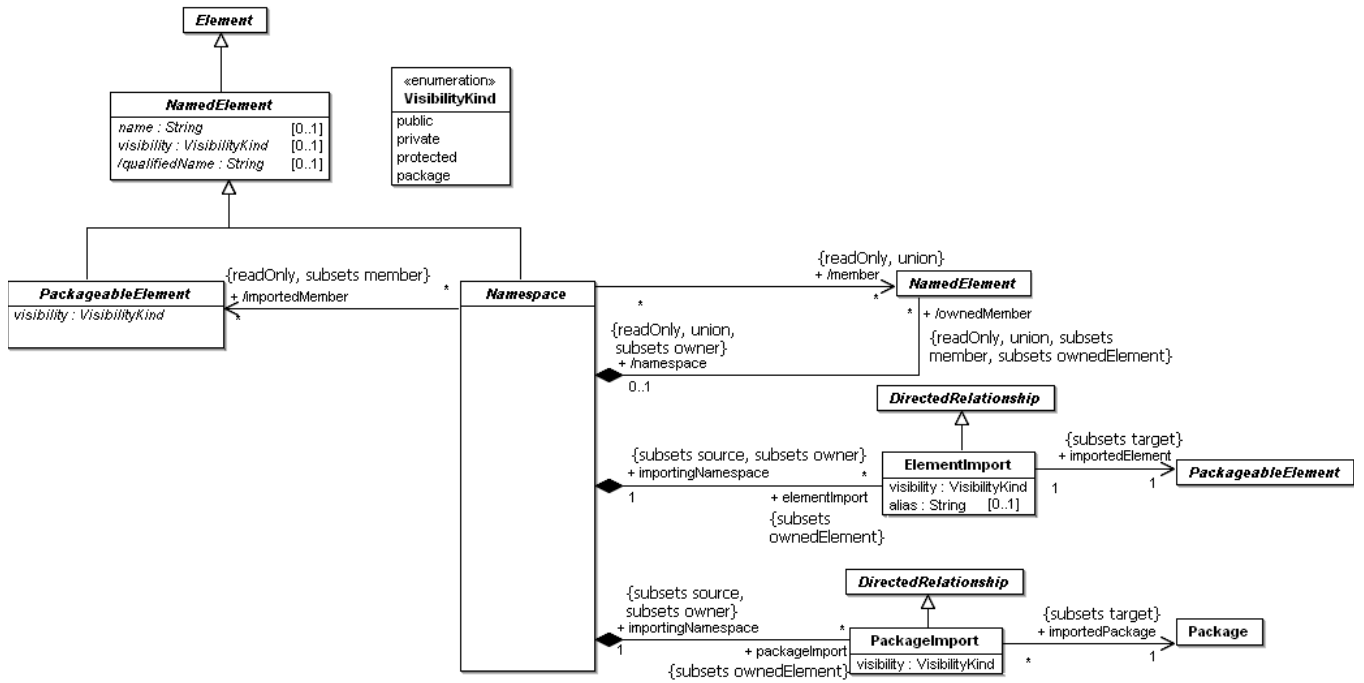 Element
NamedElement
name : String [0..1]
visibility : VisibilityKind [0..1]
/qualifiedName : String [0..1]
«enumeration»
VisibilityKind
public
private
protected
package
{readOnly, subsets member}
+ /importedMember
*
*
PackageableElement
visibility : VisibilityKind
Namespace
{readOnly, union}
+ /member
*
*
NamedElement
* + /ownedMember
{readOnly, union, subsets
member, subsets ownedElement}
{readOnly, union,
subsets owner}
+ /namespace
0..1
DirectedRelationship
{subsets source, subsets owner}
+ importingNamespace
*
1
+ elementImport
{subsets
ownedElement}
ElementImport
visibility : VisibilityKind
alias : String [0..1]
{subsets target}
+ importedElement
1
1
PackageableElement
DirectedRelationship
{subsets source,
subsets owner}
+ importingNamespace
*
1
+ packageImport
{subsets ownedElement}
PackageImport
visibility : VisibilityKind
{subsets target}
+ importedPackage
*
1
Package